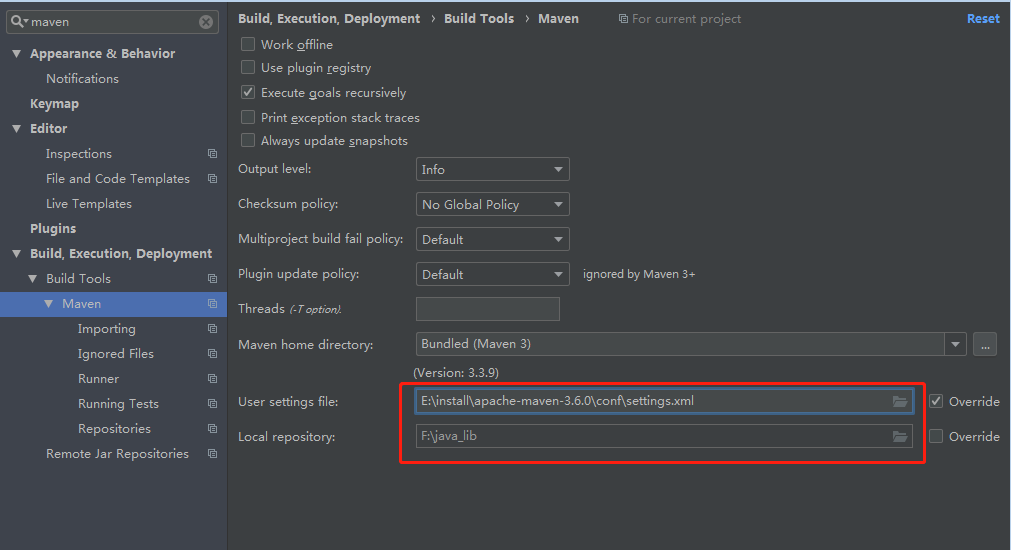 maven
Appearance & Behavior
Notifications
Keymap
Editor
Inspections
File and Code Templates
Live Templates
Plugins
Build, Execution, Deployment
Build Tools
Maven
Importing
Ignored Files
Runner
Running Tests
Repositories
Remote Jar Repositories
Build, Execution, Deployment › Build Tools › Maven For current project Reset
Work offline
Use plugin registry
Execute goals recursively
Print exception stack traces
Always update snapshots
Output level: Info
Checksum policy: No Global Policy
Multiproject build fail policy: Default
Plugin update policy: Default ignored by Maven 3+
Threads (-T option).
Maven home directory: Bundled (Maven 3) ...
(Version: 3.3.9)
User settings file: E:\install\apache-maven-3.6.0\conf\settings.xml Override
Local repository: F:\java_lib Override